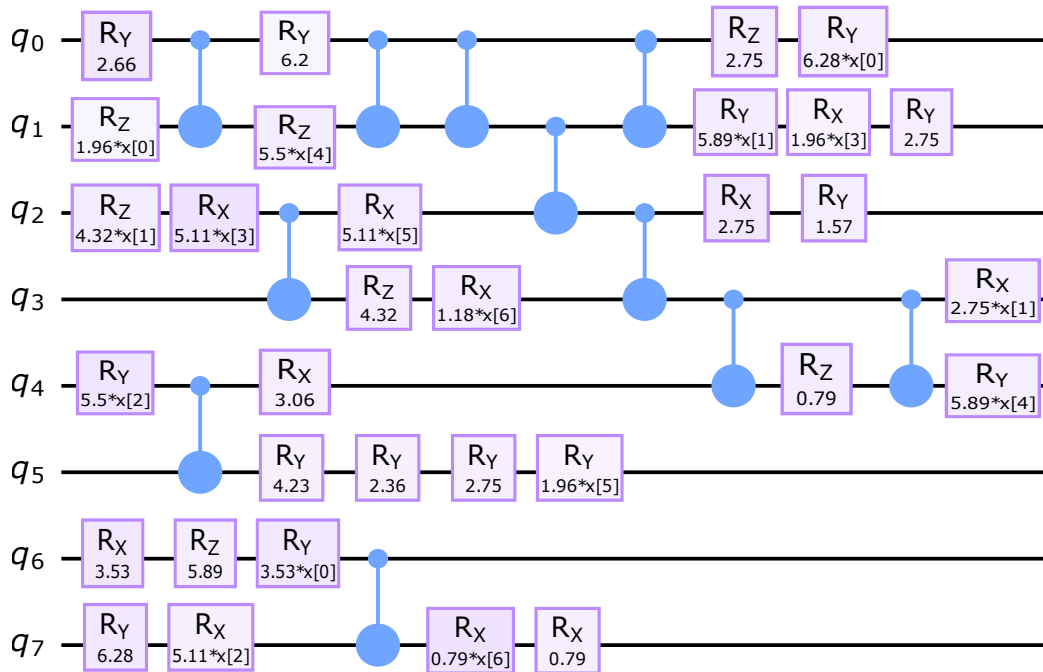 q0 RY RY RZ RY
2.66 6.2 2.75 6.28*x[0]
q1 RZ RZ RY RX RY
1.96*x[0] 5.5*x[4] 5.89*x[1] 1.96*x[3] 2.75
q2 RZ RX RX RX RY
4.32*x[1] 5.11*x[3] 5.11*x[5] 2.75 1.57
q3 RZ RX RX
4.32 1.18*x[6] 2.75*x[1]
q4 RY RX RZ RY
5.5*x[2] 3.06 0.79 5.89*x[4]
q5 RY RY RY RY
4.23 2.36 2.75 1.96*x[5]
q6 RX RZ RY
3.53 5.89 3.53*x[0]
q7 RY RX RX RX
6.28 5.11*x[2] 0.79*x[6] 0.79